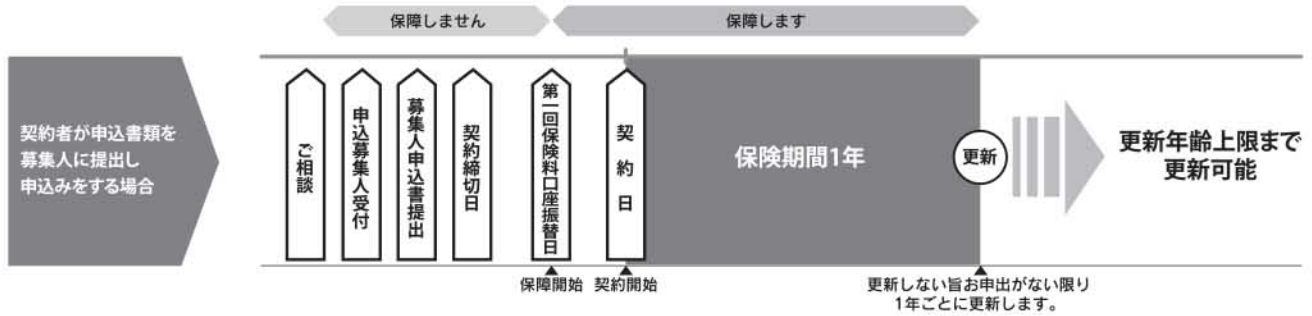 保障しません
保障します
契約者が申込書類を
募集人に提出し
申込みをする場合
ご相談
申込募集人受付
募集人申込書提出
契約締切日
第一回保険料口座振替日
契約日
保険期間1年
更新
更新年齢上限まで
更新可能
保障開始
契約開始
更新しない旨お申出がない限り
1年ごとに更新します。